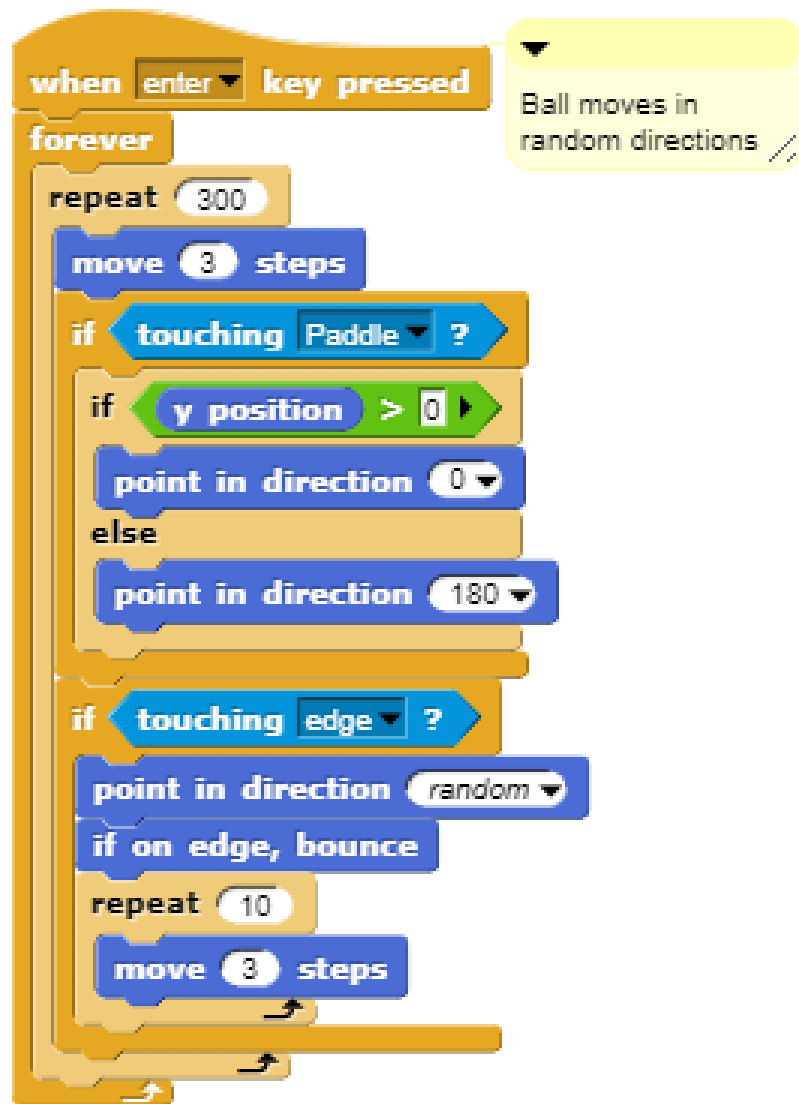 when enter key pressed
Ball moves in
random directions
forever
repeat 300
move 3 steps
if touching Paddle ?
if y position > 0
point in direction 0
else
point in direction 180
if touching edge ?
point in direction random
if on edge, bounce
repeat 10
move 3 steps